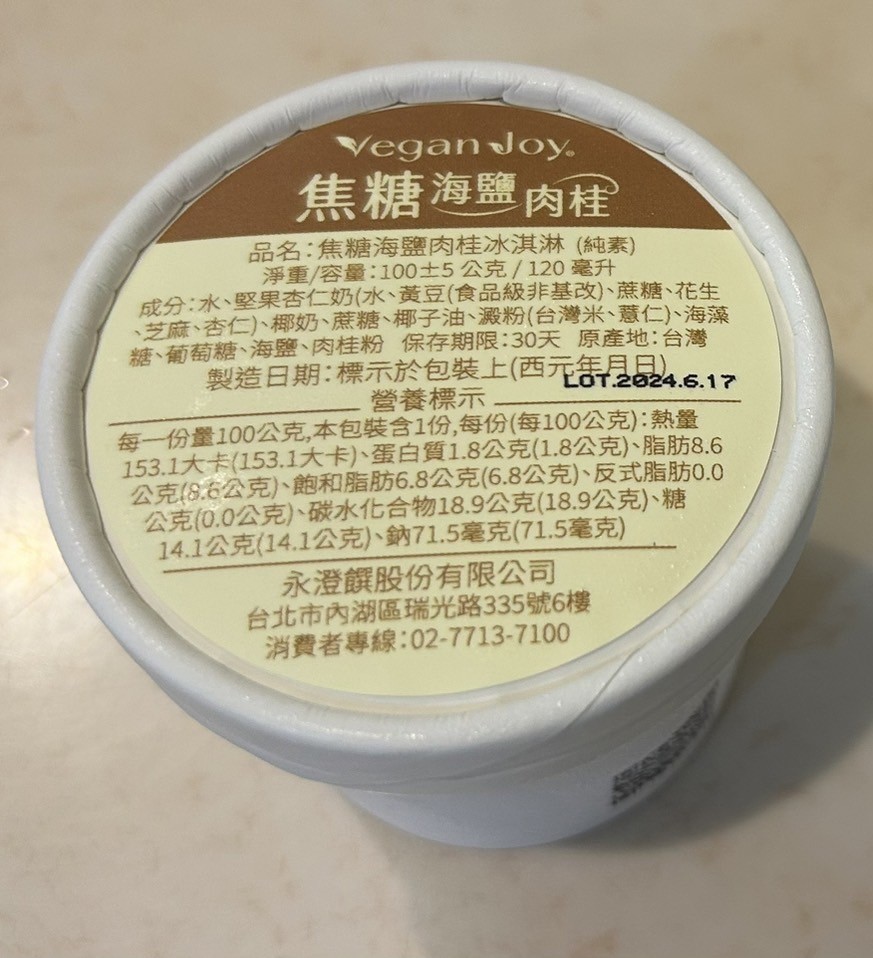 Vegan Joy®
焦糖海鹽肉桂
品名:焦糖海鹽肉桂冰淇淋 (純素)
淨重/容量:100±5 公克 / 120 毫升
成分:水、堅果杏仁奶(水、黃豆(食品級非基改)、蔗糖、花生
、芝麻、杏仁)、椰奶、蔗糖、椰子油、澱粉(台灣米、薏仁)、海藻
糖、葡萄糖、海鹽、肉桂粉 保存期限:30天 原產地:台灣
製造日期:標示於包裝上(西元年月日)
LOT.2024.6.17
營養標示
每一份量100公克,本包裝含1份,每份(每100公克):熱量
153.1大卡(153.1大卡)、蛋白質1.8公克(1.8公克)、脂肪8.6
公克(8.6公克)、飽和脂肪6.8公克(6.8公克)、反式脂肪0.0
公克(0.0公克)、碳水化合物18.9公克(18.9公克)、糖
14.1公克(14.1公克)、鈉71.5毫克(71.5毫克)
永澄饌股份有限公司
台北市內湖區瑞光路335號6樓
消費者專線:02-7713-7100